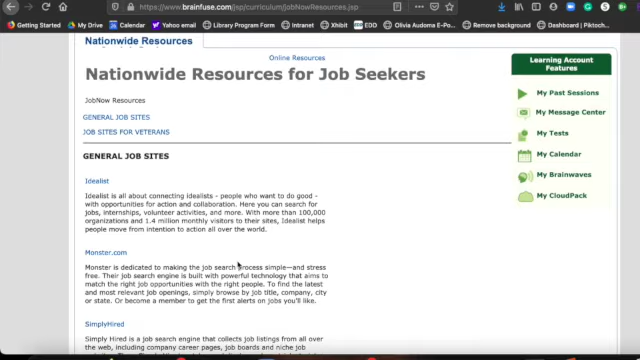 https://www.brainfuse.com/jsp/curriculum/jobNowResources.jsp
Getting Started My Drive Calendar Yahoo email Library Program Form Intranet Xhibit EDD Olivia Audoma E-Pro... Remove background Dashboard | Piktoch...
Nationwide Resources
Online Resources
Nationwide Resources for Job Seekers
JobNow Resources
GENERAL JOB SITES
JOB SITES FOR VETERANS
GENERAL JOB SITES
Idealist
Idealist is all about connecting idealists - people who want to do good -
with opportunities for action and collaboration. Here you can search for
jobs, internships, volunteer activities, and more. With more than 100,000
organizations and 1.4 million monthly visitors to their sites, Idealist helps
people move from intention to action all over the world.
Monster.com
Monster is dedicated to making the job search process simple—and stress
free. Their job search engine is built with powerful technology that aims to
match the right job opportunities with the right people. To find the latest
and most relevant job openings, simply browse by job title, company, city
or state. Or become a member to get the first alerts on jobs you'll like.
SimplyHired
Simply Hired is a job search engine that collects job listings from all over
the web, including company career pages, job boards and niche job
Learning Account
Features
My Past Sessions
My Message Center
My Tests
My Calendar
My Brainwaves
My CloudPack